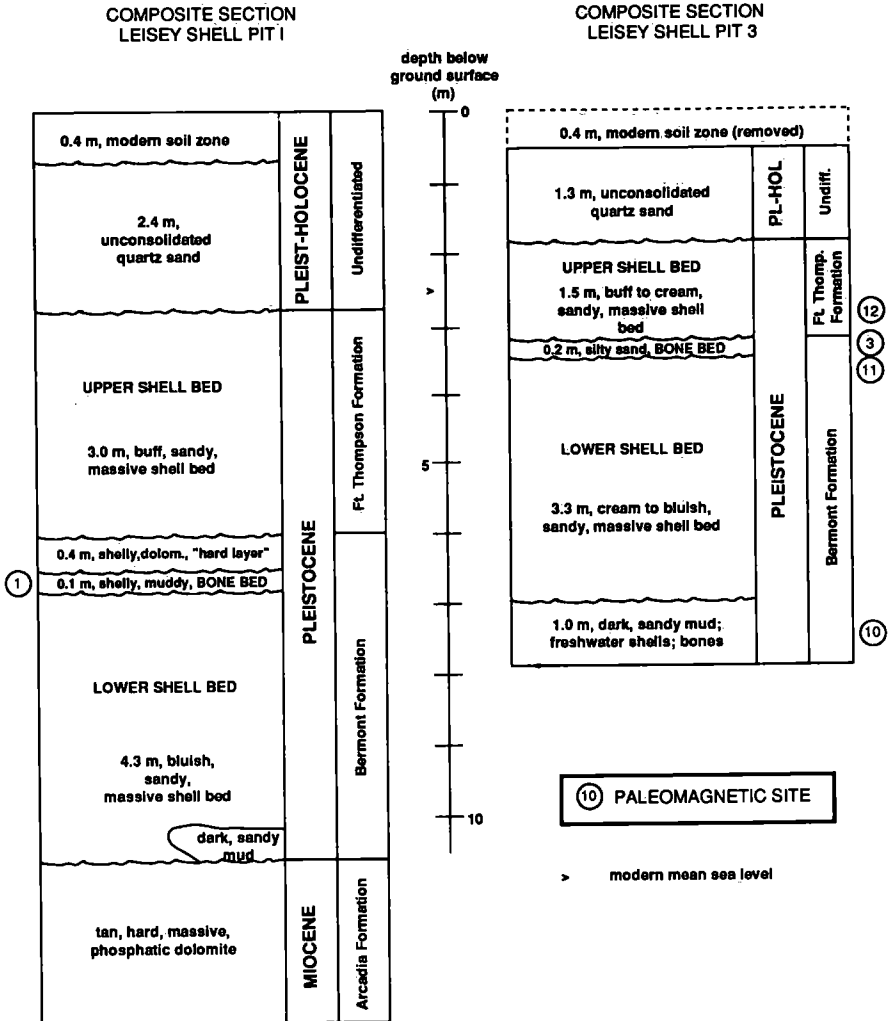 COMPOSITE SECTION
LEISEY SHELL PIT I
0.4 m, modern soil zone
2.4 m,
unconsolidated
quartz sand
UPPER SHELL BED
3.0 m, buff, sandy,
massive shell bed
0.4 m, shelly,dolom., "hard layer"
1
0.1 m, shelly, muddy, BONE BED
LOWER SHELL BED
4.3 m, bluish,
sandy,
massive shell bed
dark, sandy
mud
tan, hard, massive,
phosphatic dolomite
PLEIST-HOLOCENE
PLEISTOCENE
MIOCENE
Undifferentiated
Ft. Thompson Formation
Bermont Formation
Arcadia Formation
depth below
ground surface
(m)
0
>
5
10
COMPOSITE SECTION
LEISEY SHELL PIT 3
0.4 m, modern soil zone (removed)
1.3 m, unconsolidated
quartz sand
UPPER SHELL BED
1.5 m, buff to cream,
sandy, massive shell
bed
0.2 m, silty sand, BONE BED
LOWER SHELL BED
3.3 m, cream to bluish,
sandy, massive shell bed
1.0 m, dark, sandy mud;
freshwater shells; bones
PL-HOL
PLEISTOCENE
Undiff.
Ft. Thomp.
Formation
Bermont Formation
12
3
11
10
10 PALEOMAGNETIC SITE
> modern mean sea level